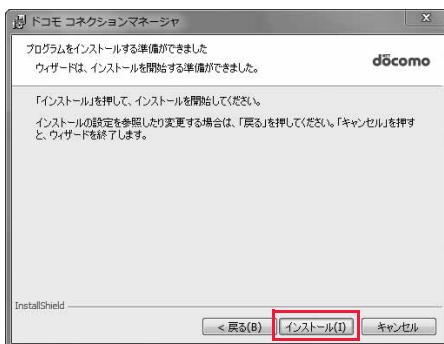 ドコモ コネクションマネージャ
X
プログラムをインストールする準備ができました
ウィザードは、インストールを開始する準備ができました。
döcomo
「インストール」を押して、インストールを開始してください。
インストールの設定を参照したり変更する場合は、「戻る」を押してください。「キャンセル」を押す
と、ウィザードを終了します。
InstallShield
< 戻る(B)
インストール(I)
キャンセル